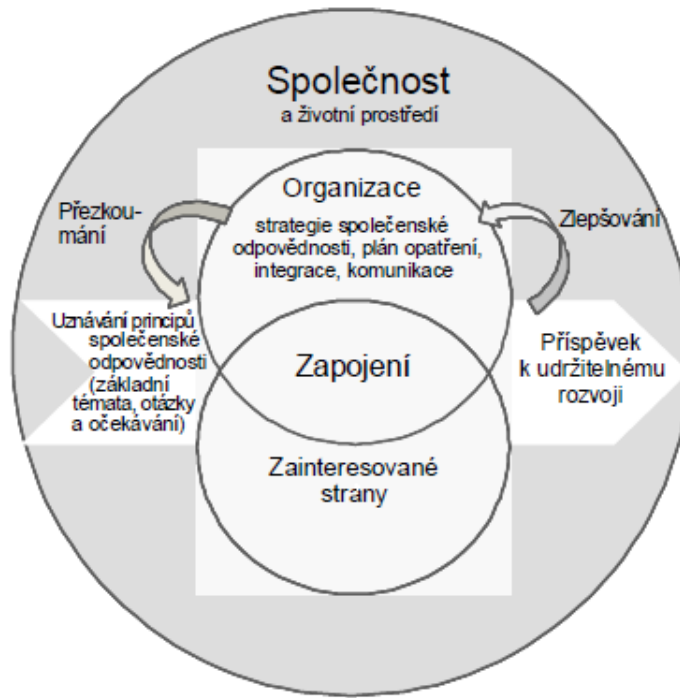 Společnost
a životní prostředí
Organizace
strategie společenské
odpovědnosti, plán opatření,
integrace, komunikace
Přezkou-
mání
Zlepšování
Uznávání principů
společenské
odpovědnosti
(základní
témata, otázky
a očekávání)
Zapojení
Příspěvek
k udržitelnému
rozvoji
Zainteresované
strany